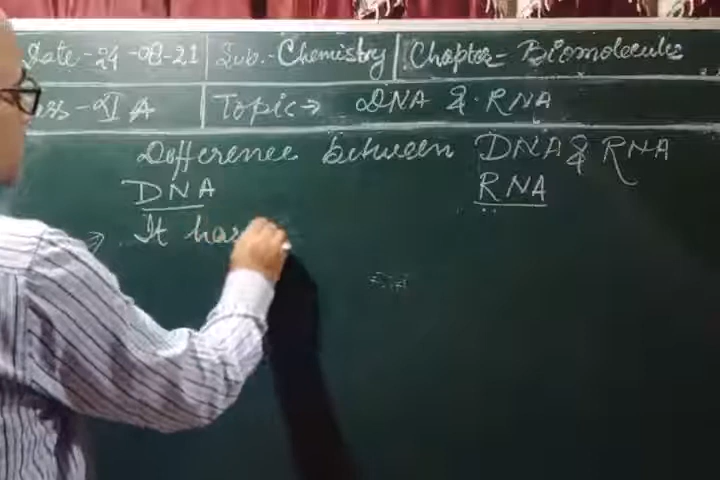 Date-24-08-21 Sub.-Chemistry Chapter- Biomolecules
XI A Topic→ DNA & RNA
Difference between DNA & RNA
DNA RNA
→ It has